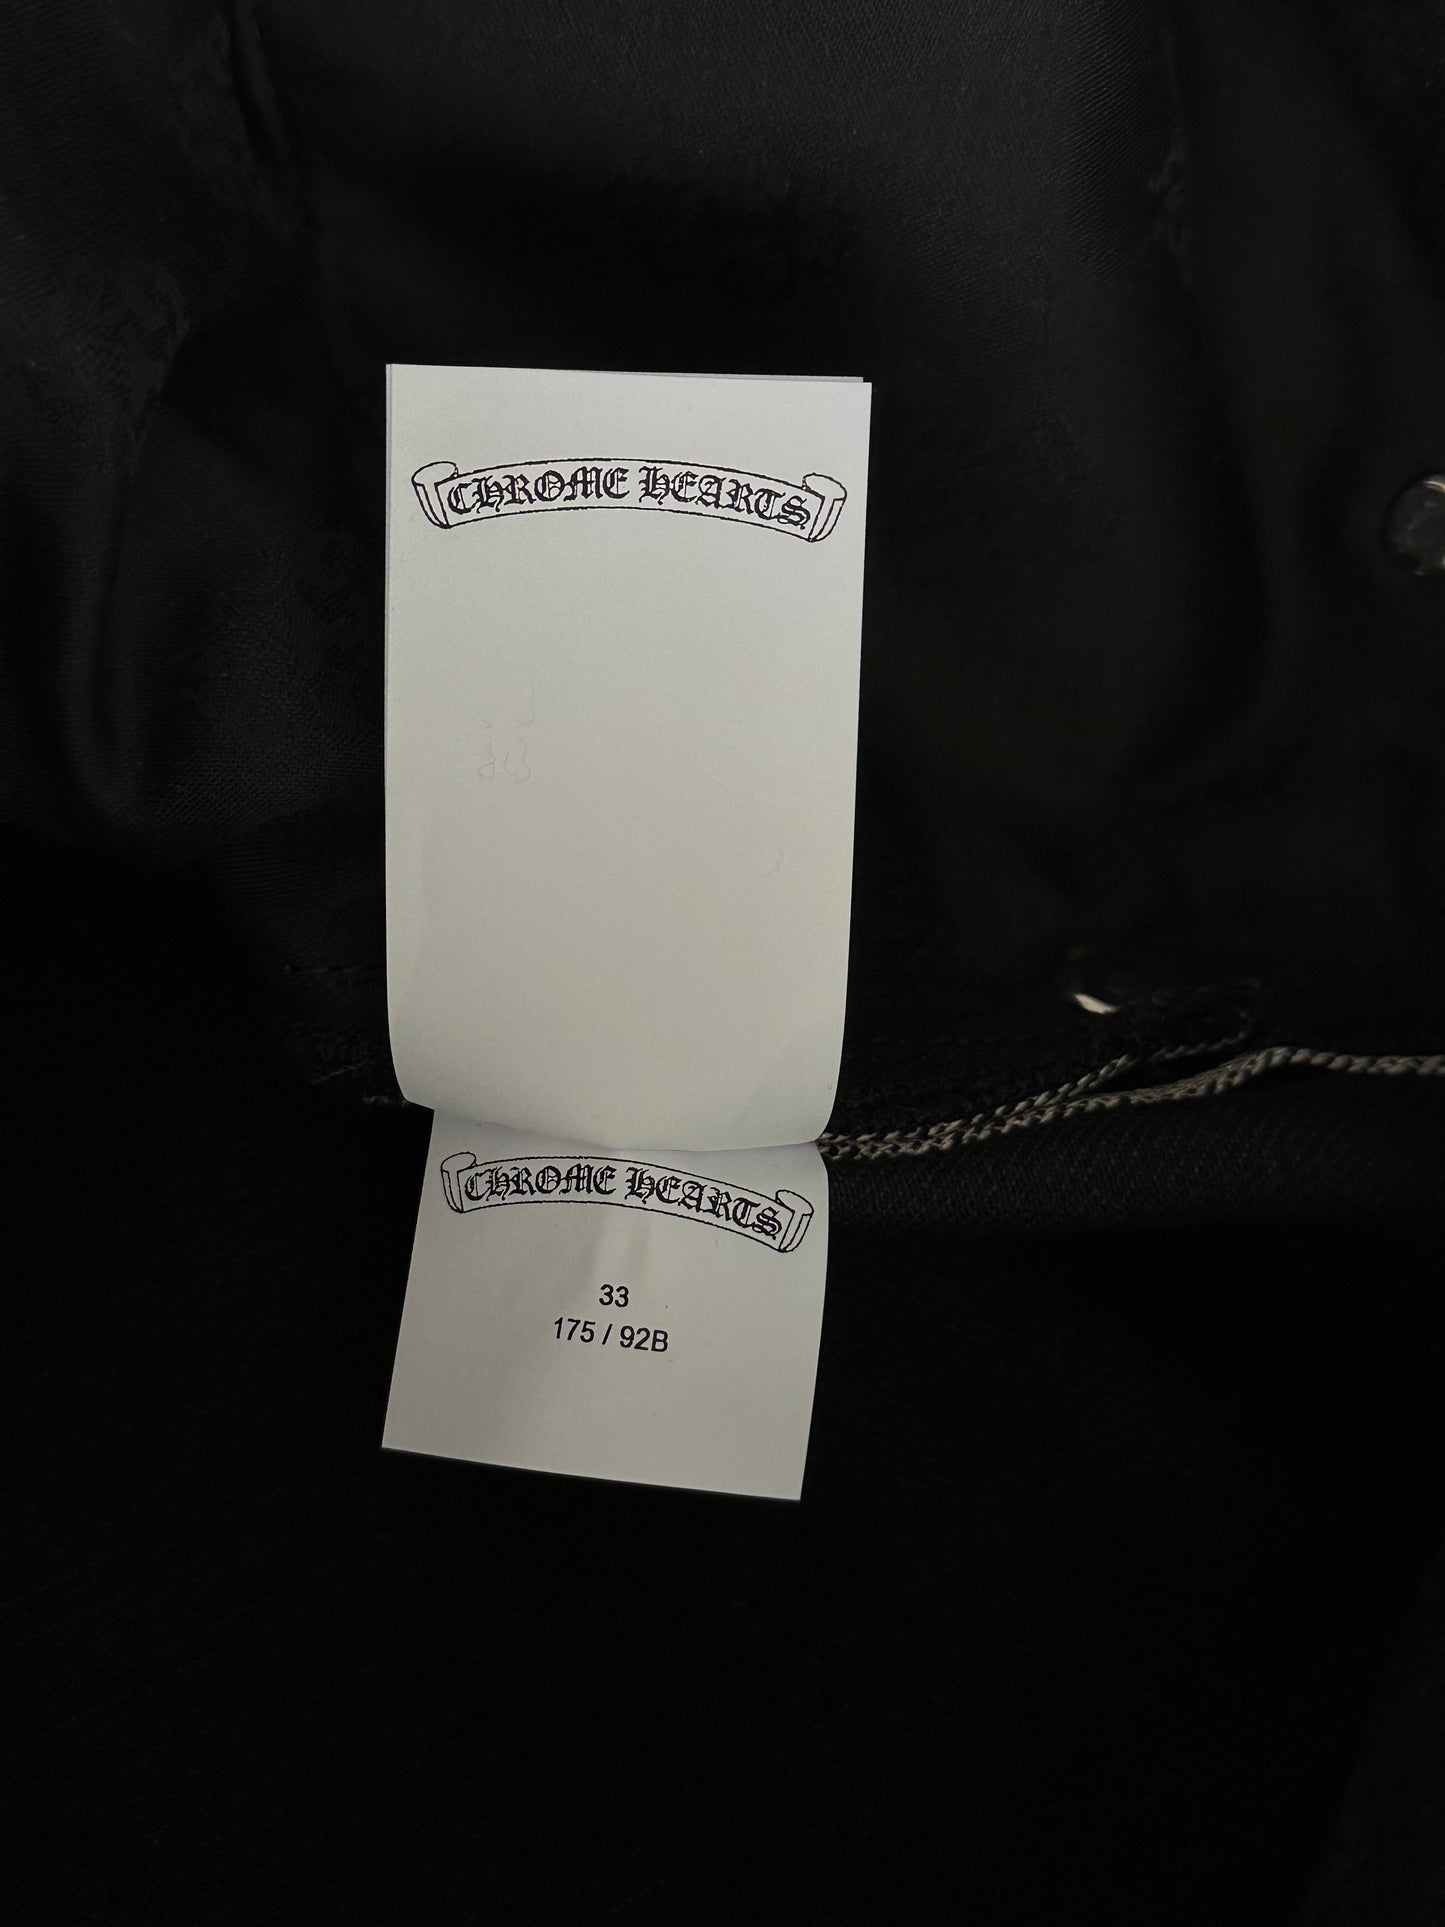 CHROME HEARTS
CHROME HEARTS
33
175 / 92B